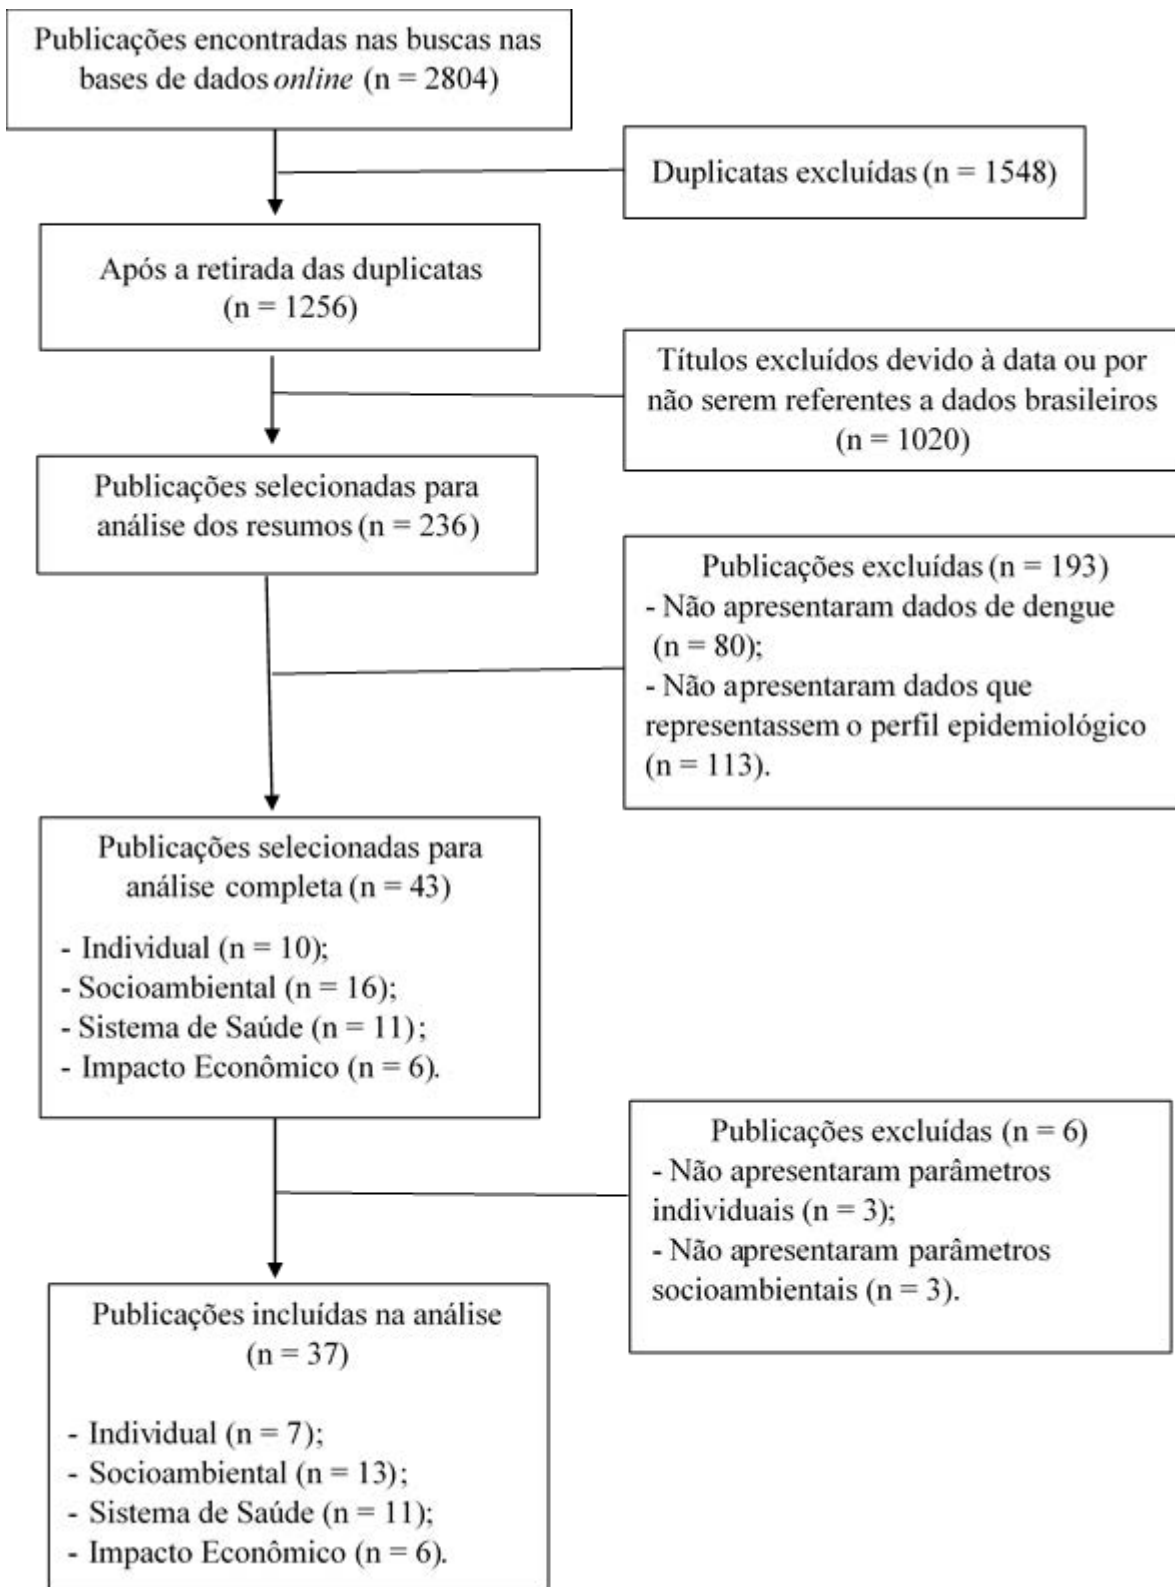 Publicações encontradas nas buscas nas
bases de dados online (n = 2804)
Duplicatas excluídas (n = 1548)
Após a retirada das duplicatas
(n = 1256)
Títulos excluídos devido à data ou por
não serem referentes a dados brasileiros
(n = 1020)
Publicações selecionadas para
análise dos resumos (n = 236)
Publicações excluídas (n = 193)
- Não apresentaram dados de dengue
(n = 80);
- Não apresentaram dados que
representassem o perfil epidemiológico
(n = 113).
Publicações selecionadas para
análise completa (n = 43)
- Individual (n = 10);
- Socioambiental (n = 16);
- Sistema de Saúde (n = 11);
- Impacto Econômico (n = 6).
Publicações excluídas (n = 6)
- Não apresentaram parâmetros
individuais (n = 3);
- Não apresentaram parâmetros
socioambientais (n = 3).
Publicações incluídas na análise
(n = 37)
- Individual (n = 7);
- Socioambiental (n = 13);
- Sistema de Saúde (n = 11);
- Impacto Econômico (n = 6).